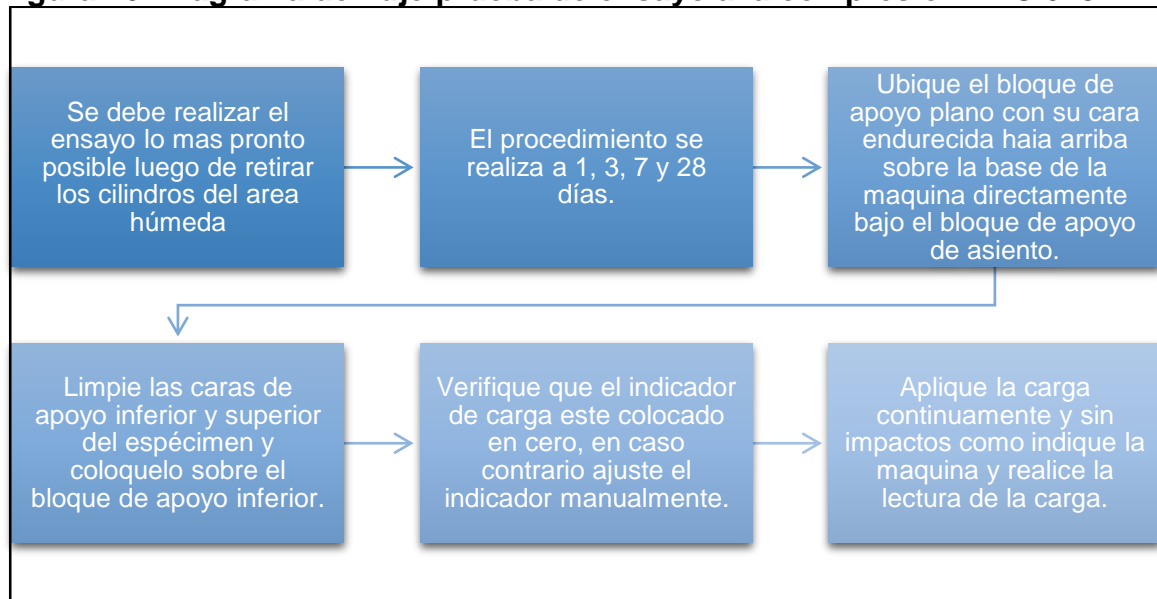 Se debe realizar el
ensayo lo mas pronto
posible luego de retirar
los cilindros del area
húmeda
El procedimiento se
realiza a 1, 3, 7 y 28
días.
Ubique el bloque de
apoyo plano con su cara
endurecida haia arriba
sobre la base de la
maquina directamente
bajo el bloque de apoyo
de asiento.
Limpie las caras de
apoyo inferior y superior
del espécimen y
coloquelo sobre el
bloque de apoyo inferior.
Verifique que el indicador
de carga este colocado
en cero, en caso
contrario ajuste el
indicador manualmente.
Aplique la carga
continuamente y sin
impactos como indique la
maquina y realice la
lectura de la carga.